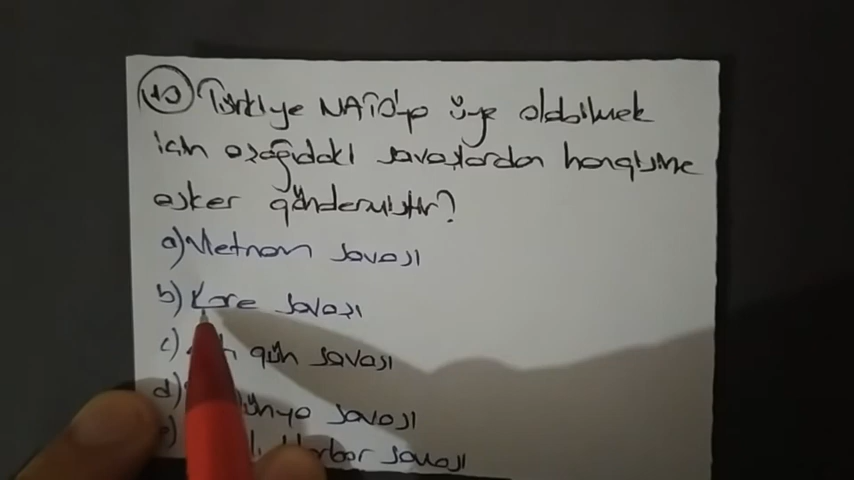 10 Türkiye NATO'ya üye olabilmek
için aşağıdaki savaşlardan hangisine
asker göndermiştir?
a) Vietnam savaşı
b) Kore savaşı
c) gün savaşı
d) savaşı
e) Harbor savaşı